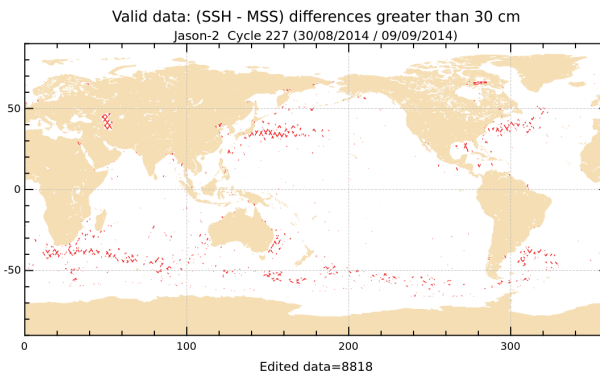 Valid data: (SSH - MSS) differences greater than 30 cm
Jason-2 Cycle 227 (30/08/2014 / 09/09/2014)
50
0
-50
0 100 200 300
Edited data=8818